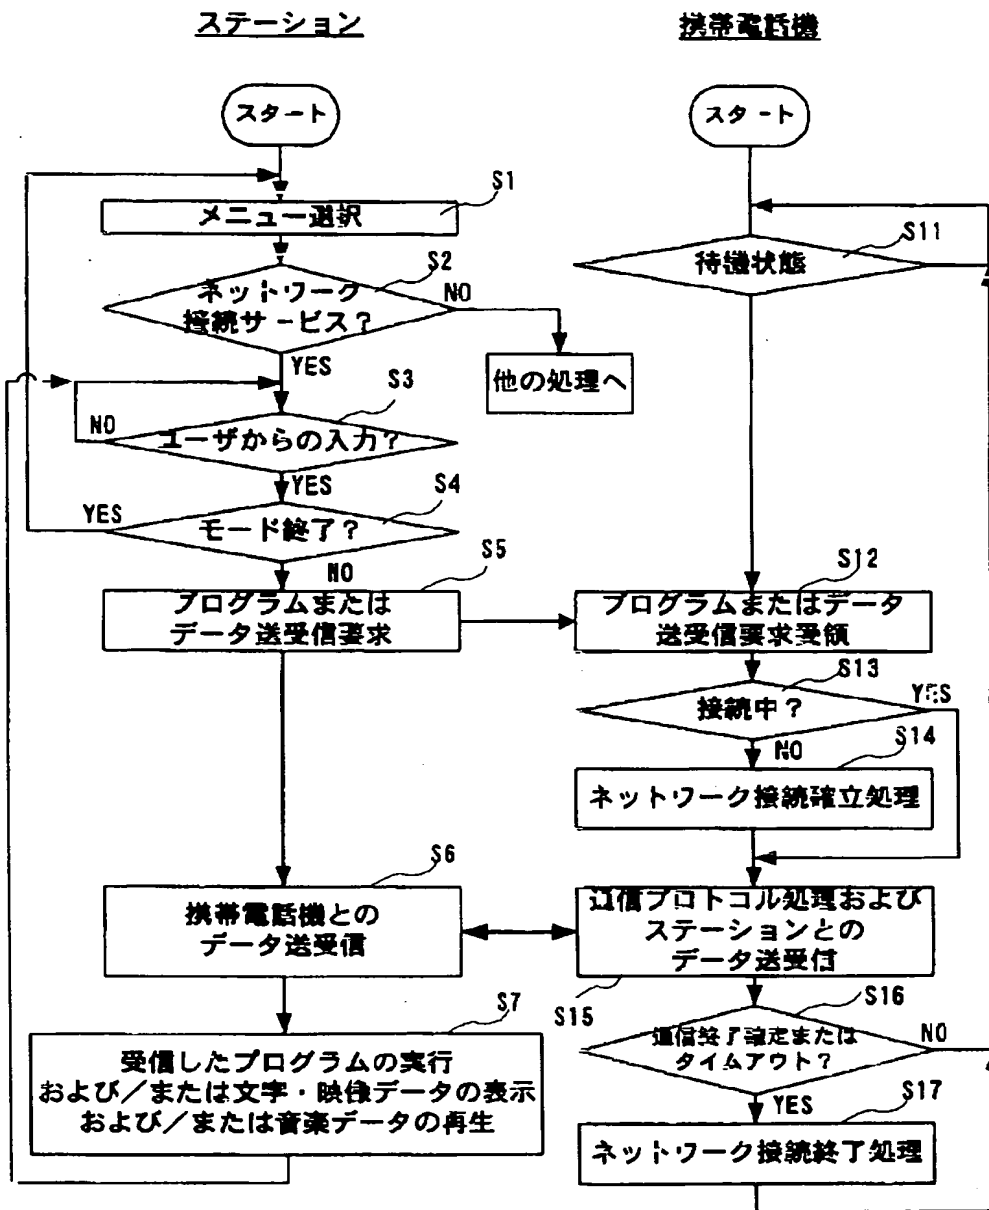 ステーション
スタート
S1
メニュー選択
S2
ネットワーク
接続サービス?
NO
YES
他の処理へ
S3
NO
ユーザからの入力?
YES
S4
YES
モード終了?
NO
S5
プログラムまたは
データ送受信要求
S6
携帯電話機との
データ送受信
S7
受信したプログラムの実行
および/または文字・映像データの表示
および/または音楽データの再生
携帯電話機
スタート
S11
待機状態
S12
プログラムまたはデータ
送受信要求受領
S13
接続中?
YES
NO
S14
ネットワーク接続確立処理
通信プロトコル処理および
ステーションとの
データ送受信
S15
S16
通信終了確定または
タイムアウト?
NO
YES
S17
ネットワーク接続終了処理